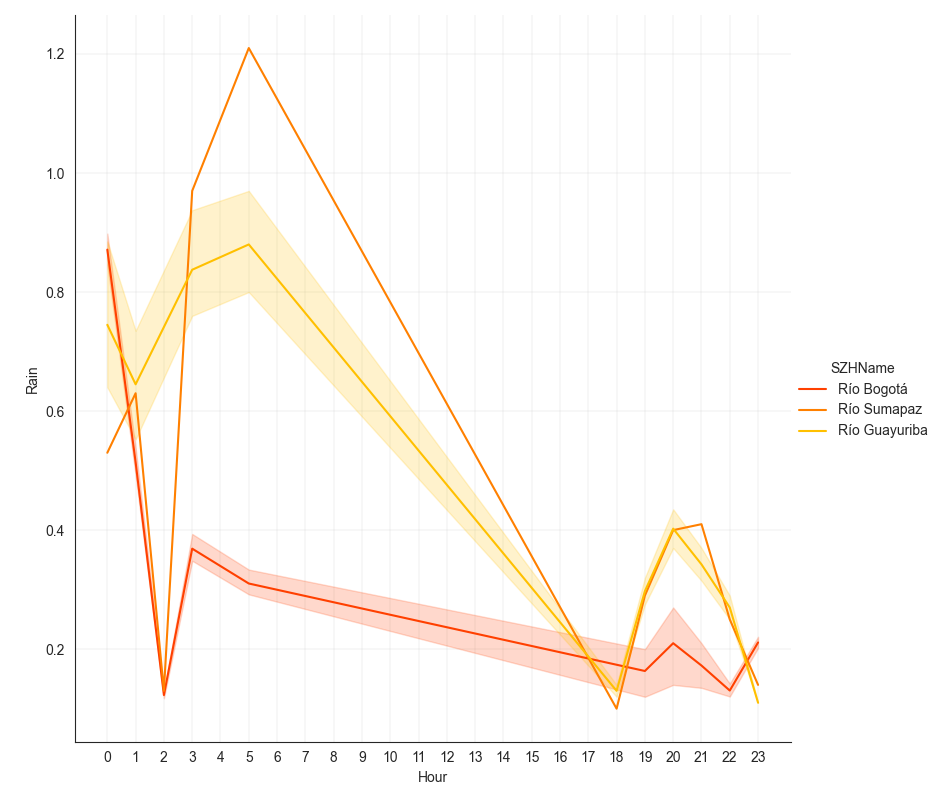 1.2
1.0
0.8
0.6
0.4
0.2
Rain
0 1 2 3 4 5 6 7 8 9 10 11 12 13 14 15 16 17 18 19 20 21 22 23
Hour
SZHName
Río Bogotá
Río Sumapaz
Río Guayuriba